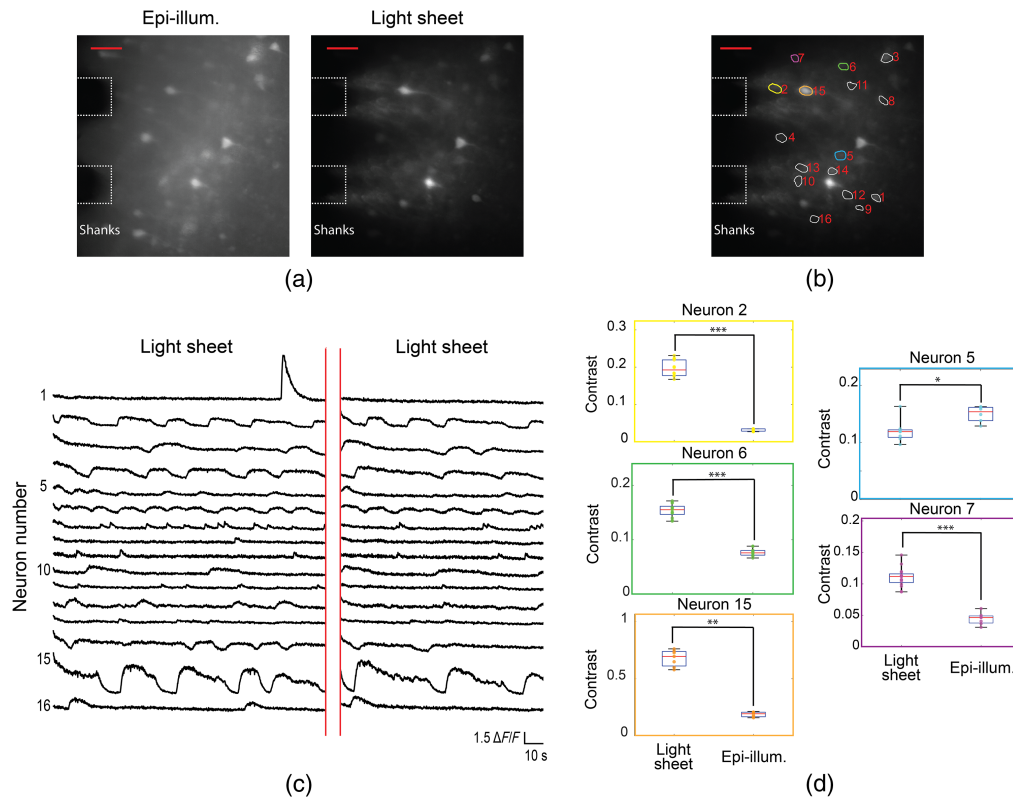 Epi-illum.
Light sheet
Shanks
Shanks
(a)
7
6
3
2
15
11
8
4
5
13
14
10
12
1
9
16
Shanks
(b)
Light sheet
Light sheet
Neuron number
1
5
10
15
16
1.5 ΔF/F
10 s
(c)
Neuron 2
Contrast
0.3
0.2
0.1
0
***
Neuron 6
Contrast
0.2
0.1
0
***
Neuron 15
Contrast
1
0.5
0
**
Light
sheet
Epi-illum.
Neuron 5
Contrast
0.2
0.1
0
*
Neuron 7
Contrast
0.2
0.15
0.1
0.05
0
***
Light
sheet
Epi-illum.
(d)